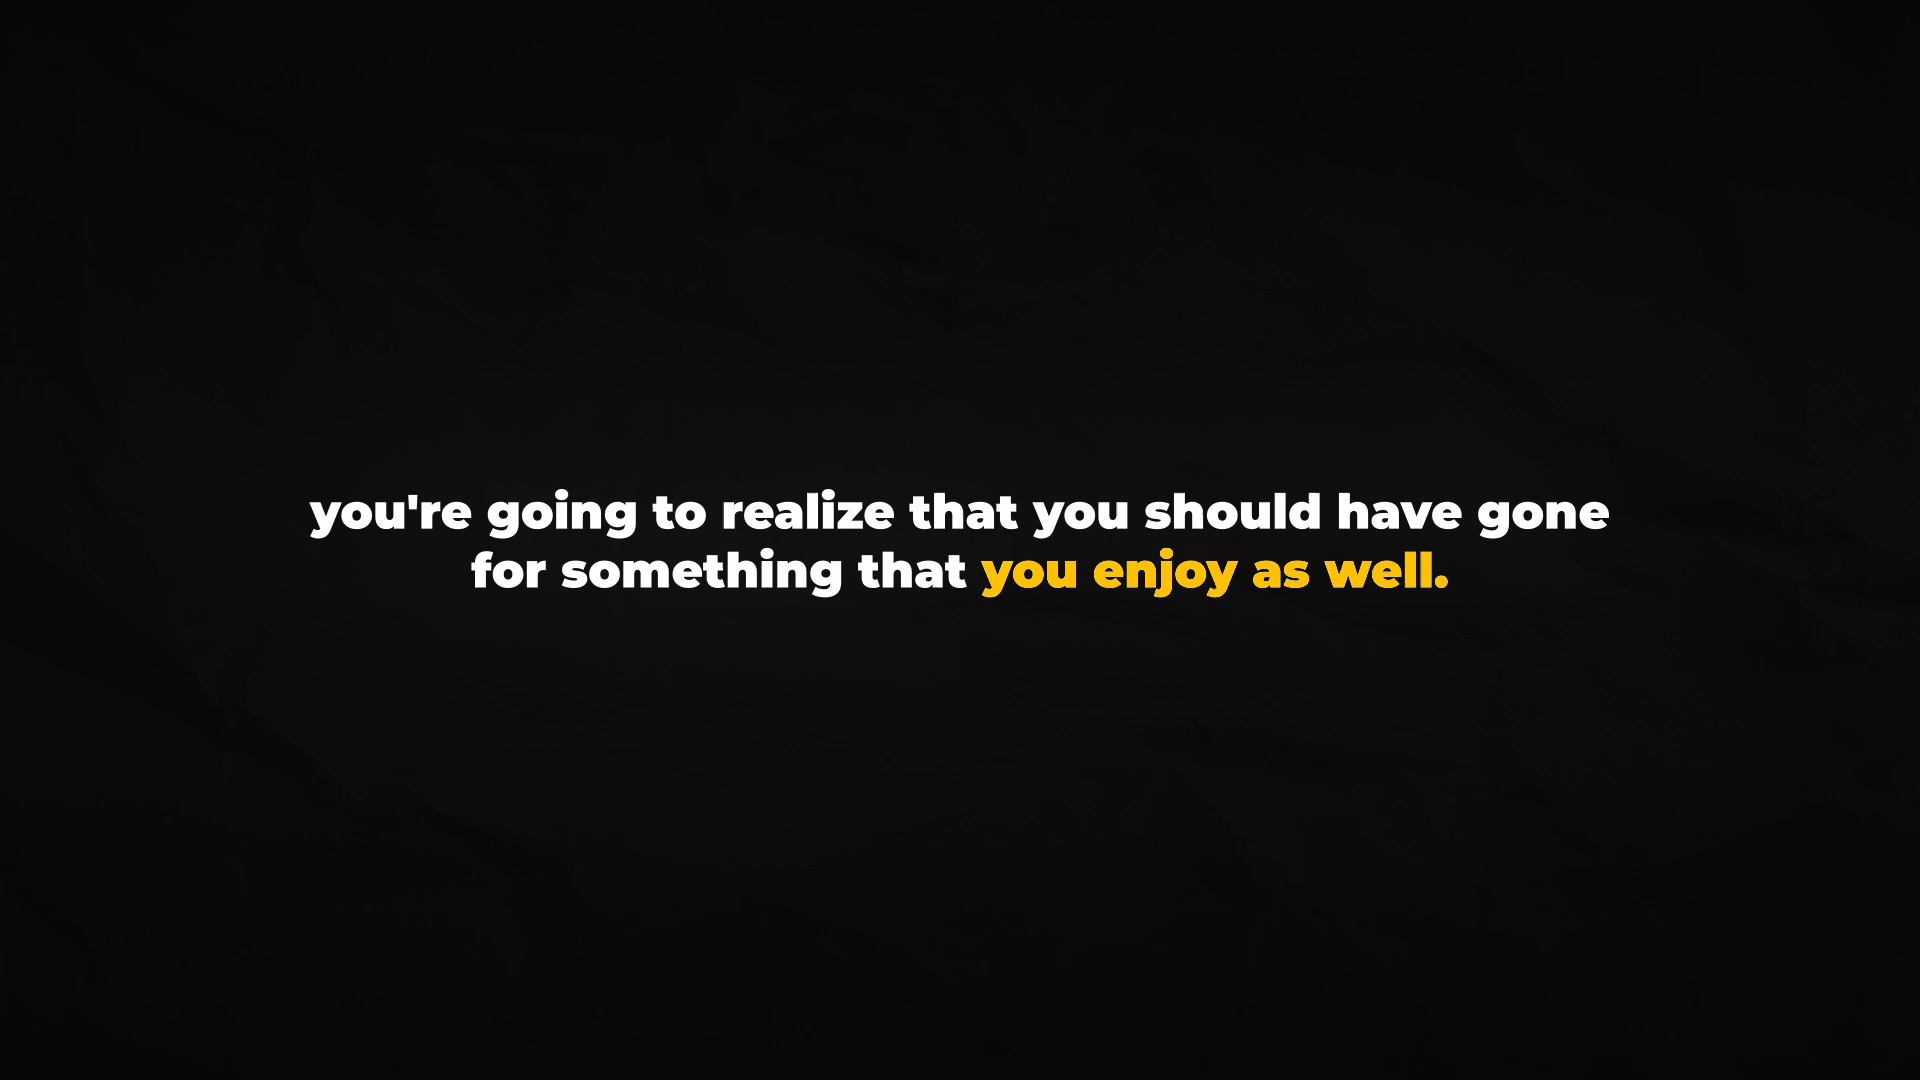 you're going to realize that you should have gone
for something that you enjoy as well.